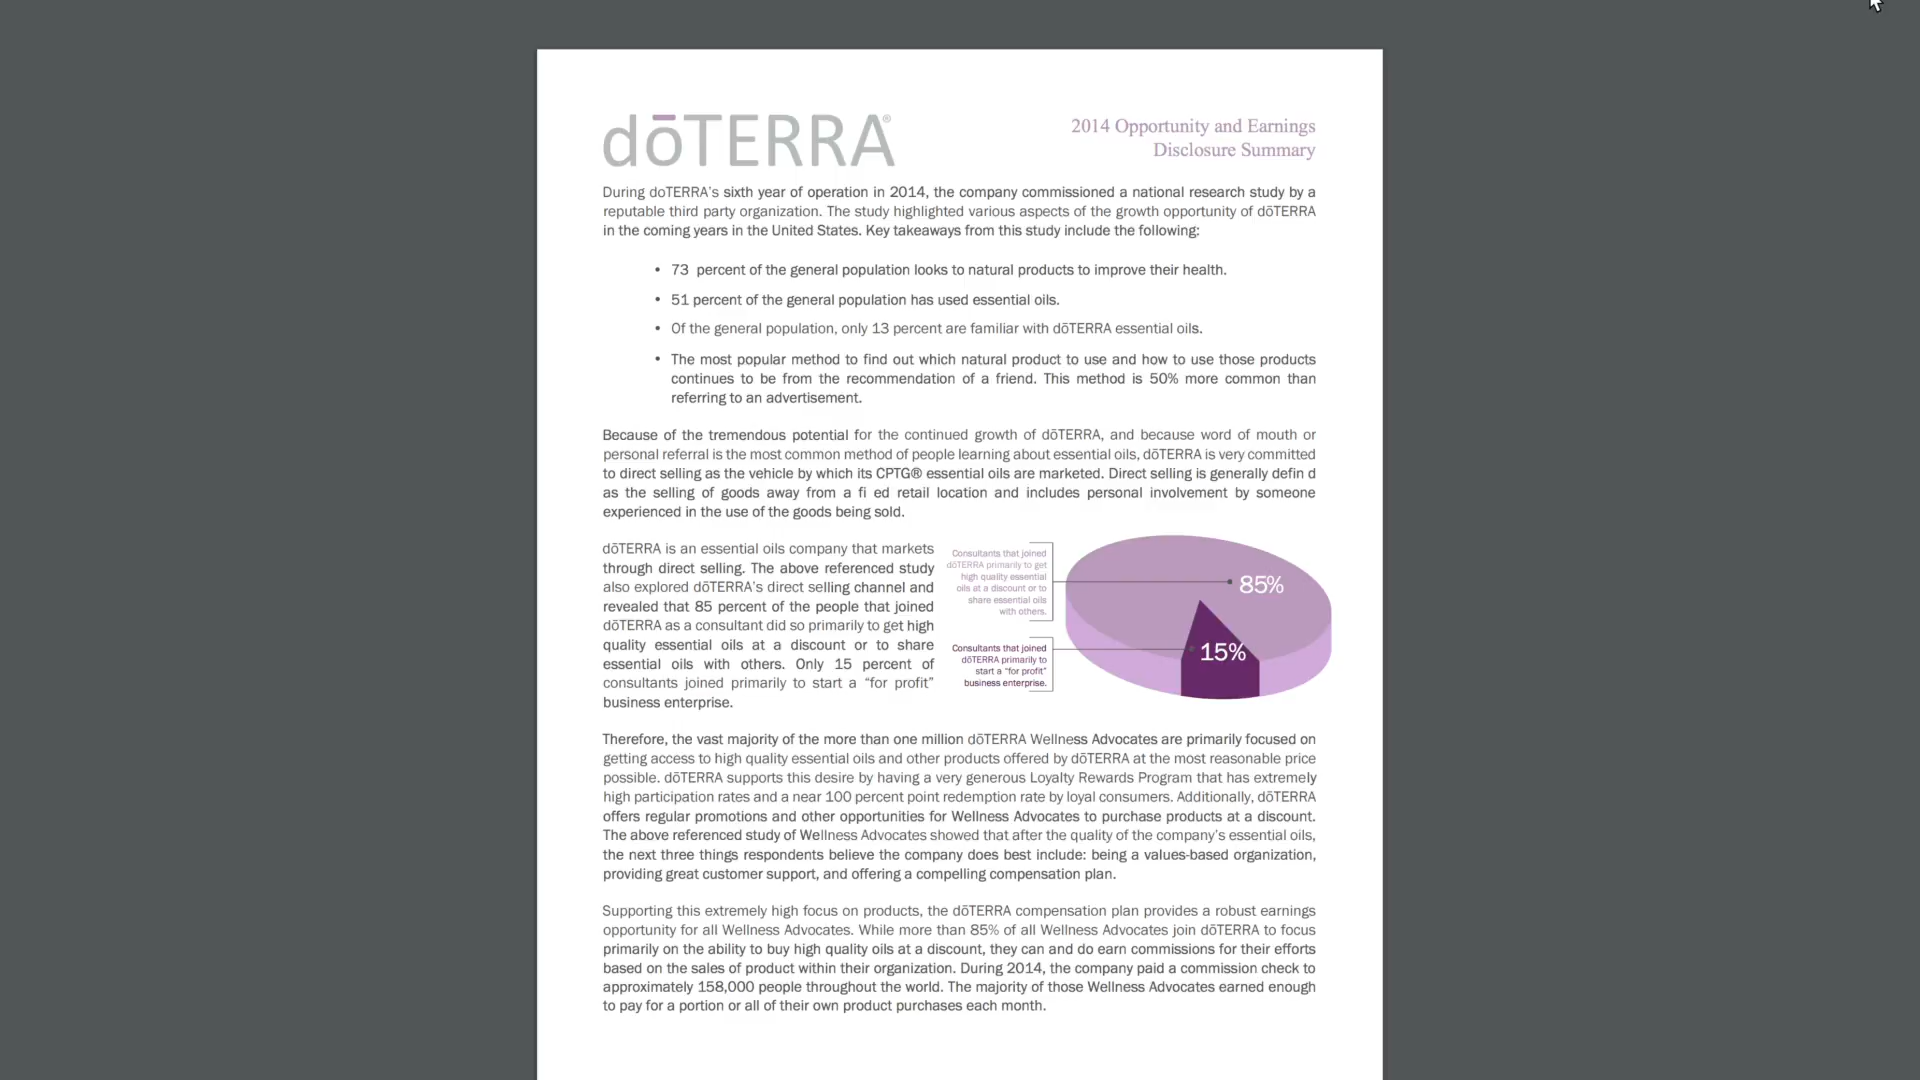 dōTERRA®
2014 Opportunity and Earnings
Disclosure Summary
During doTERRA's sixth year of operation in 2014, the company commissioned a national research study by a
reputable third party organization. The study highlighted various aspects of the growth opportunity of dōTERRA
in the coming years in the United States. Key takeaways from this study include the following:
• 73 percent of the general population looks to natural products to improve their health.
• 51 percent of the general population has used essential oils.
• Of the general population, only 13 percent are familiar with dōTERRA essential oils.
• The most popular method to find out which natural product to use and how to use those products
continues to be from the recommendation of a friend. This method is 50% more common than
referring to an advertisement.
Because of the tremendous potential for the continued growth of dōTERRA, and because word of mouth or
personal referral is the most common method of people learning about essential oils, dōTERRA is very committed
to direct selling as the vehicle by which its CPTG® essential oils are marketed. Direct selling is generally defin d
as the selling of goods away from a fi ed retail location and includes personal involvement by someone
experienced in the use of the goods being sold.
dōTERRA is an essential oils company that markets
through direct selling. The above referenced study
also explored dōTERRA's direct selling channel and
revealed that 85 percent of the people that joined
dōTERRA as a consultant did so primarily to get high
quality essential oils at a discount or to share
essential oils with others. Only 15 percent of
consultants joined primarily to start a “for profit”
business enterprise.
Consultants that joined
dōTERRA primarily to get
high quality essential
oils at a discount or to
share essential oils
with others.
85%
Consultants that joined
dōTERRA primarily to
start a “for profit”
business enterprise.
15%
Therefore, the vast majority of the more than one million dōTERRA Wellness Advocates are primarily focused on
getting access to high quality essential oils and other products offered by dōTERRA at the most reasonable price
possible. dōTERRA supports this desire by having a very generous Loyalty Rewards Program that has extremely
high participation rates and a near 100 percent point redemption rate by loyal consumers. Additionally, dōTERRA
offers regular promotions and other opportunities for Wellness Advocates to purchase products at a discount.
The above referenced study of Wellness Advocates showed that after the quality of the company's essential oils,
the next three things respondents believe the company does best include: being a values-based organization,
providing great customer support, and offering a compelling compensation plan.
Supporting this extremely high focus on products, the dōTERRA compensation plan provides a robust earnings
opportunity for all Wellness Advocates. While more than 85% of all Wellness Advocates join dōTERRA to focus
primarily on the ability to buy high quality oils at a discount, they can and do earn commissions for their efforts
based on the sales of product within their organization. During 2014, the company paid a commission check to
approximately 158,000 people throughout the world. The majority of those Wellness Advocates earned enough
to pay for a portion or all of their own product purchases each month.